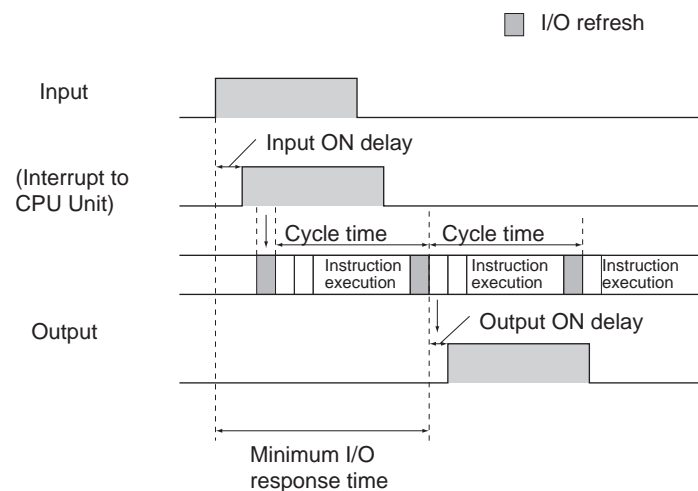 I/O refresh
Input
Input ON delay
(Interrupt to
CPU Unit)
Cycle time
Cycle time
Instruction
execution
Instruction
execution
Instruction
execution
Output ON delay
Output
Minimum I/O
response time